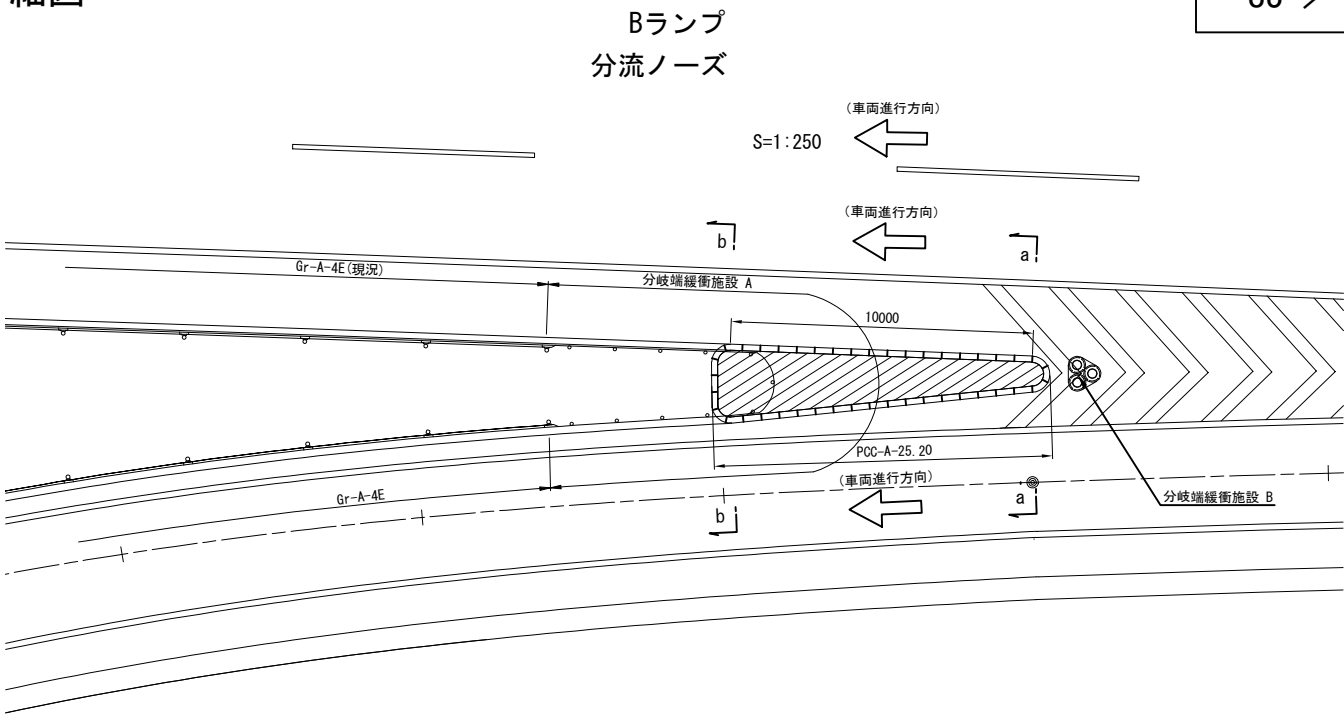 Bランプ
分流ノーズ
(車両進行方向)
S=1:250
(車両進行方向)
b
a
Gr-A-4E(現況)
分岐端緩衝施設 A
10000
PCC-A-25.20
(車両進行方向)
Gr-A-4E
b
a
分岐端緩衝施設 B